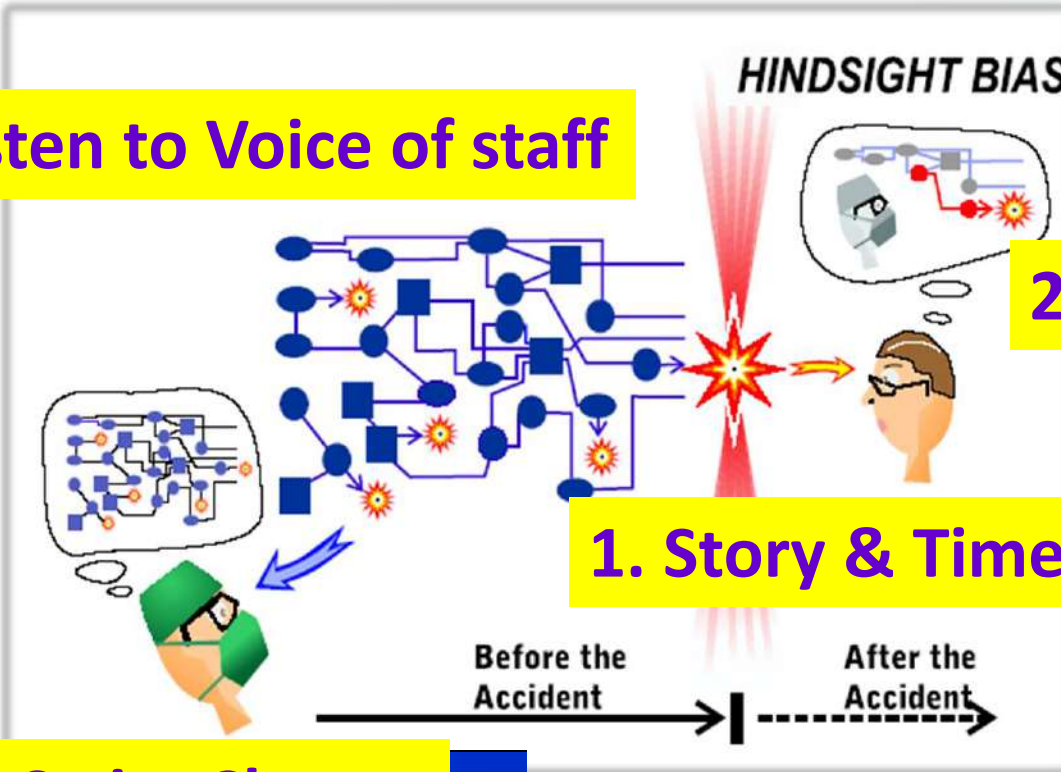 HINDSIGHT BIAS
sten to Voice of staff
2
1. Story & Time
Before the
Accident
After the
Accident